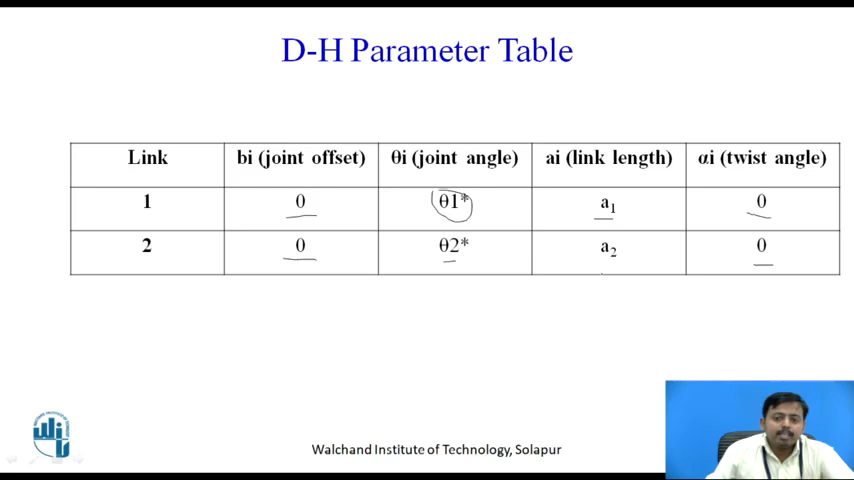 D-H Parameter Table
Link bi (joint offset) θi (joint angle) ai (link length) αi (twist angle)
1 0 θ1* a₁ 0
2 0 θ2* a₂ 0
Walchand Institute of Technology, Solapur